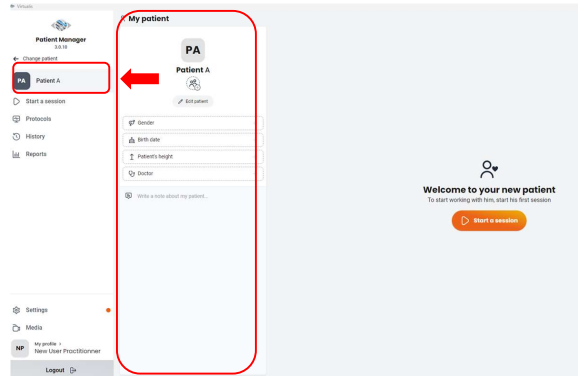 Virtualis
Patient Manager
3.0.10
Change patient
PA Patient A
Start a session
Protocols
History
Reports
Settings
Media
NP My profile >
New User Practitionner
Logout
My patient
PA
Patient A
Edit patient
Gender
Birth date
Patient's height
Doctor
Write a note about my patient...
Welcome to your new patient
To start working with him, start his first session
Start a session